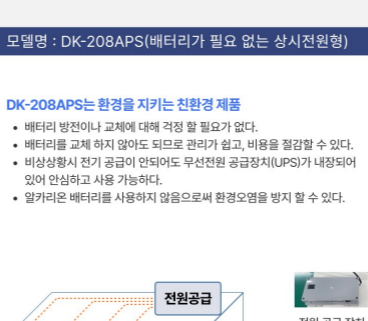 모델명 : DK-208APS(배터리가 필요 없는 상시전원형)
DK-208APS는 환경을 지키는 친환경 제품
• 배터리 방전이나 교체에 대해 걱정 할 필요가 없다.
• 배터리를 교체 하지 않아도 되므로 관리가 쉽고, 비용을 절감할 수 있다.
• 비상상황시 전기 공급이 안되어도 무선전원 공급장치(UPS)가 내장되어
있어 안심하고 사용 가능하다.
• 알카리온 배터리를 사용하지 않음으로써 환경오염을 방지 할 수 있다.
전원공급
전원 공급 장치